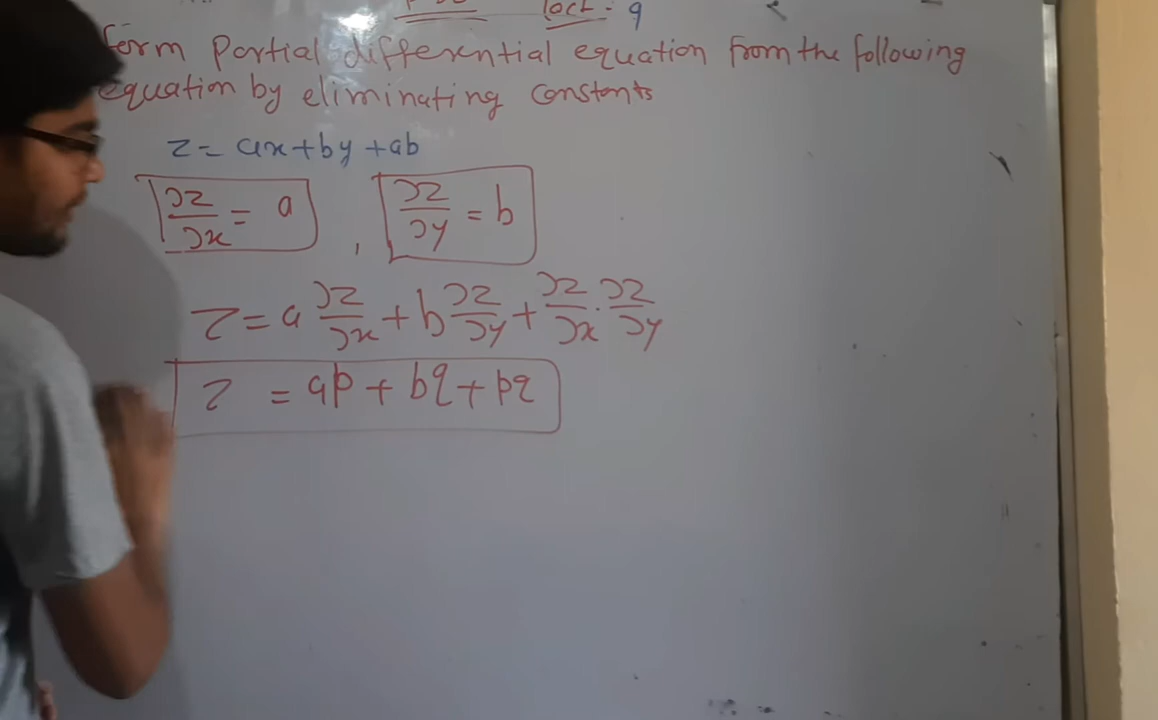 Lect - 9
form Partial differential equation from the following
equation by eliminating constants
z = ax + by + ab
∂z/∂x = a , ∂z/∂y = b
z = a ∂z/∂x + b ∂z/∂y + ∂z/∂x · ∂z/∂y
z = ap + bq + pq